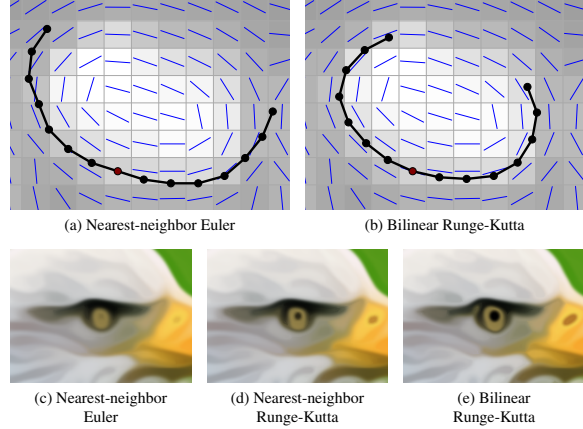 (a) Nearest-neighbor Euler
(b) Bilinear Runge-Kutta
(c) Nearest-neighbor
Euler
(d) Nearest-neighbor
Runge-Kutta
(e) Bilinear
Runge-Kutta